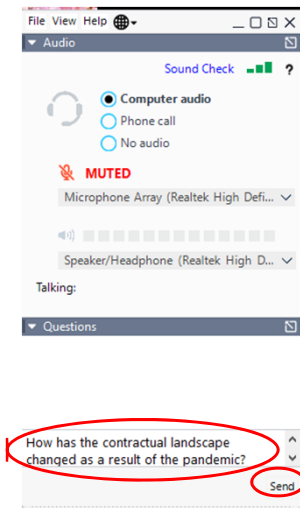 File View Help
Audio
Sound Check ?
Computer audio
Phone call
No audio
MUTED
Microphone Array (Realtek High Defi...
Speaker/Headphone (Realtek High D...
Talking:
Questions
How has the contractual landscape
changed as a result of the pandemic?
Send